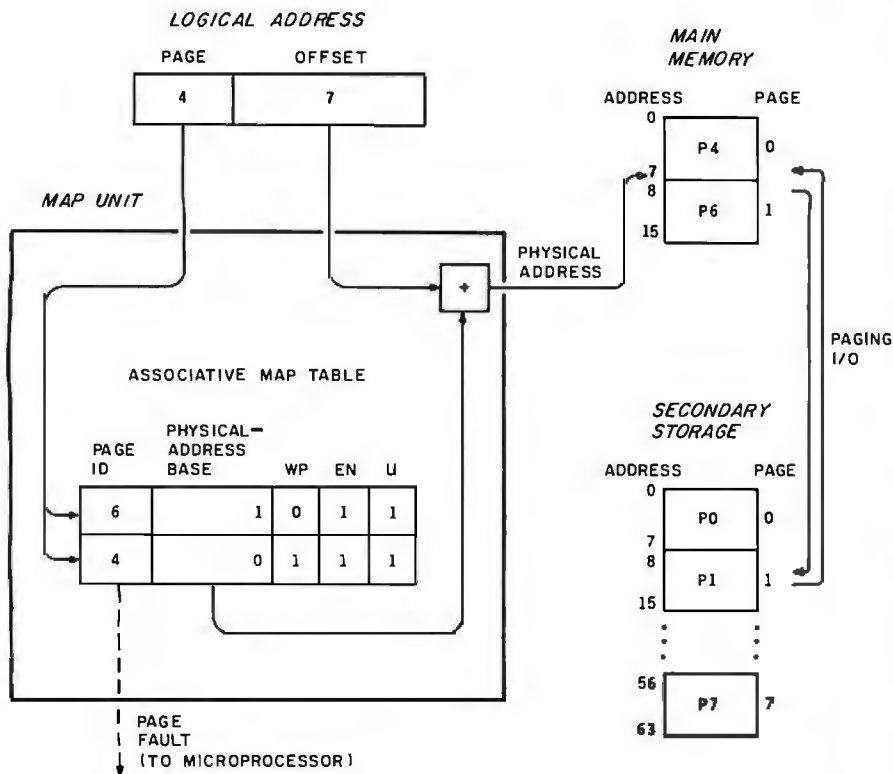 LOGICAL ADDRESS
PAGE OFFSET
4 7
MAP UNIT
ASSOCIATIVE MAP TABLE
PAGE ID
PHYSICAL-
ADDRESS
BASE
WP EN U
6 1 0 1 1
4 0 1 1 1
+
PHYSICAL
ADDRESS
PAGE
FAULT
(TO MICROPROCESSOR)
MAIN
MEMORY
ADDRESS PAGE
0
P4 0
7
8
P6 1
15
PAGING
I/O
SECONDARY
STORAGE
ADDRESS PAGE
0
P0 0
7
8
P1 1
15
56
P7 7
63